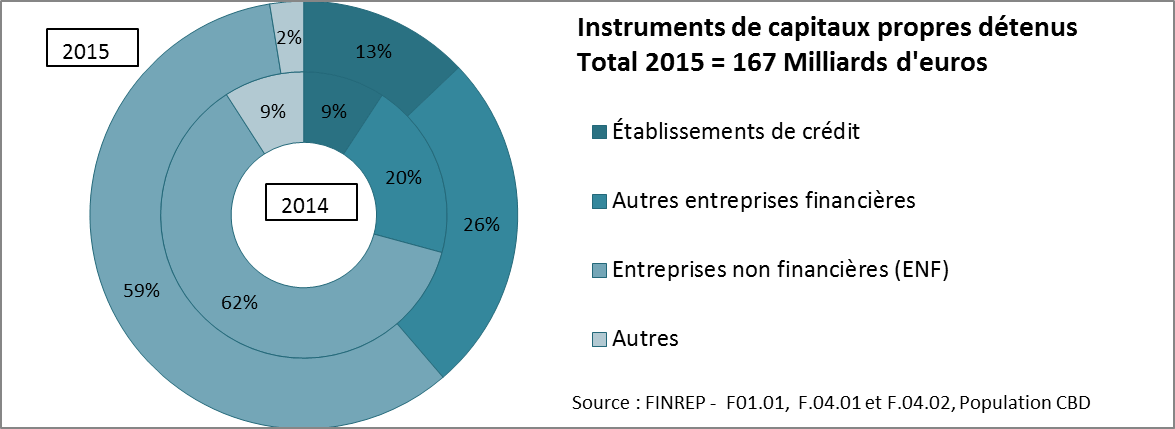 Instruments de capitaux propres détenus
Total 2015 = 167 Milliards d'euros
2015
2%
13%
9%
9%
20%
2014
26%
59%
62%
Établissements de crédit
Autres entreprises financières
Entreprises non financières (ENF)
Autres
Source : FINREP - F01.01, F.04.01 et F.04.02, Population CBD